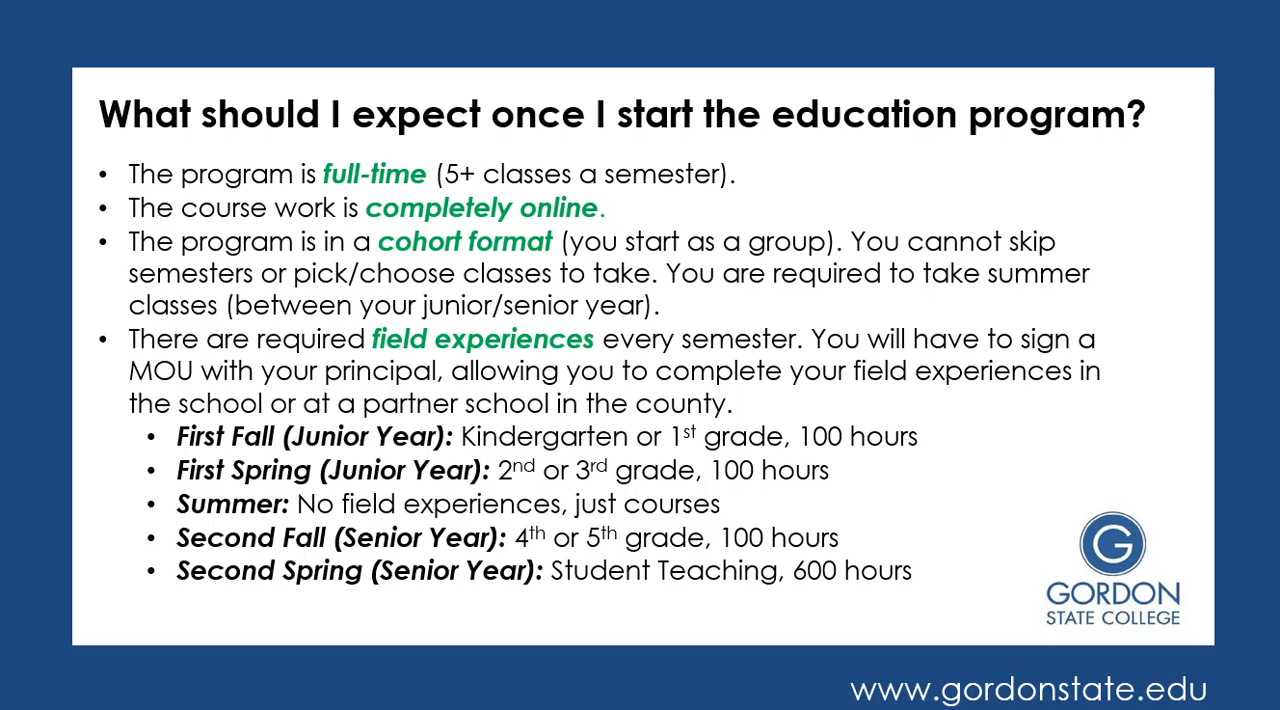 What should I expect once I start the education program?
• The program is full-time (5+ classes a semester).
• The course work is completely online.
• The program is in a cohort format (you start as a group). You cannot skip
semesters or pick/choose classes to take. You are required to take summer
classes (between your junior/senior year).
• There are required field experiences every semester. You will have to sign a
MOU with your principal, allowing you to complete your field experiences in
the school or at a partner school in the county.
• First Fall (Junior Year): Kindergarten or 1st grade, 100 hours
• First Spring (Junior Year): 2nd or 3rd grade, 100 hours
• Summer: No field experiences, just courses
• Second Fall (Senior Year): 4th or 5th grade, 100 hours
• Second Spring (Senior Year): Student Teaching, 600 hours
G
GORDON
STATE COLLEGE
www.gordonstate.edu